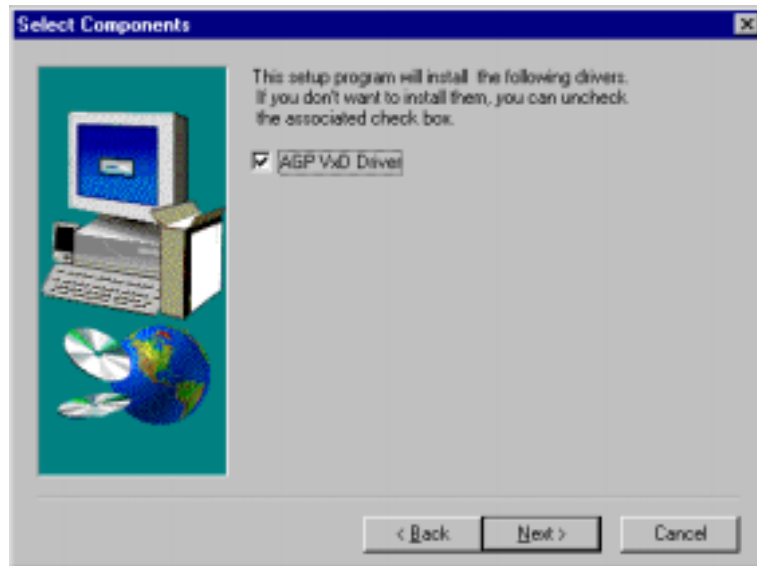 Select Components
This setup program will install the following drivers.
If you don't want to install them, you can uncheck
the associated check box.
AGP VxD Driver
< Back
Next >
Cancel